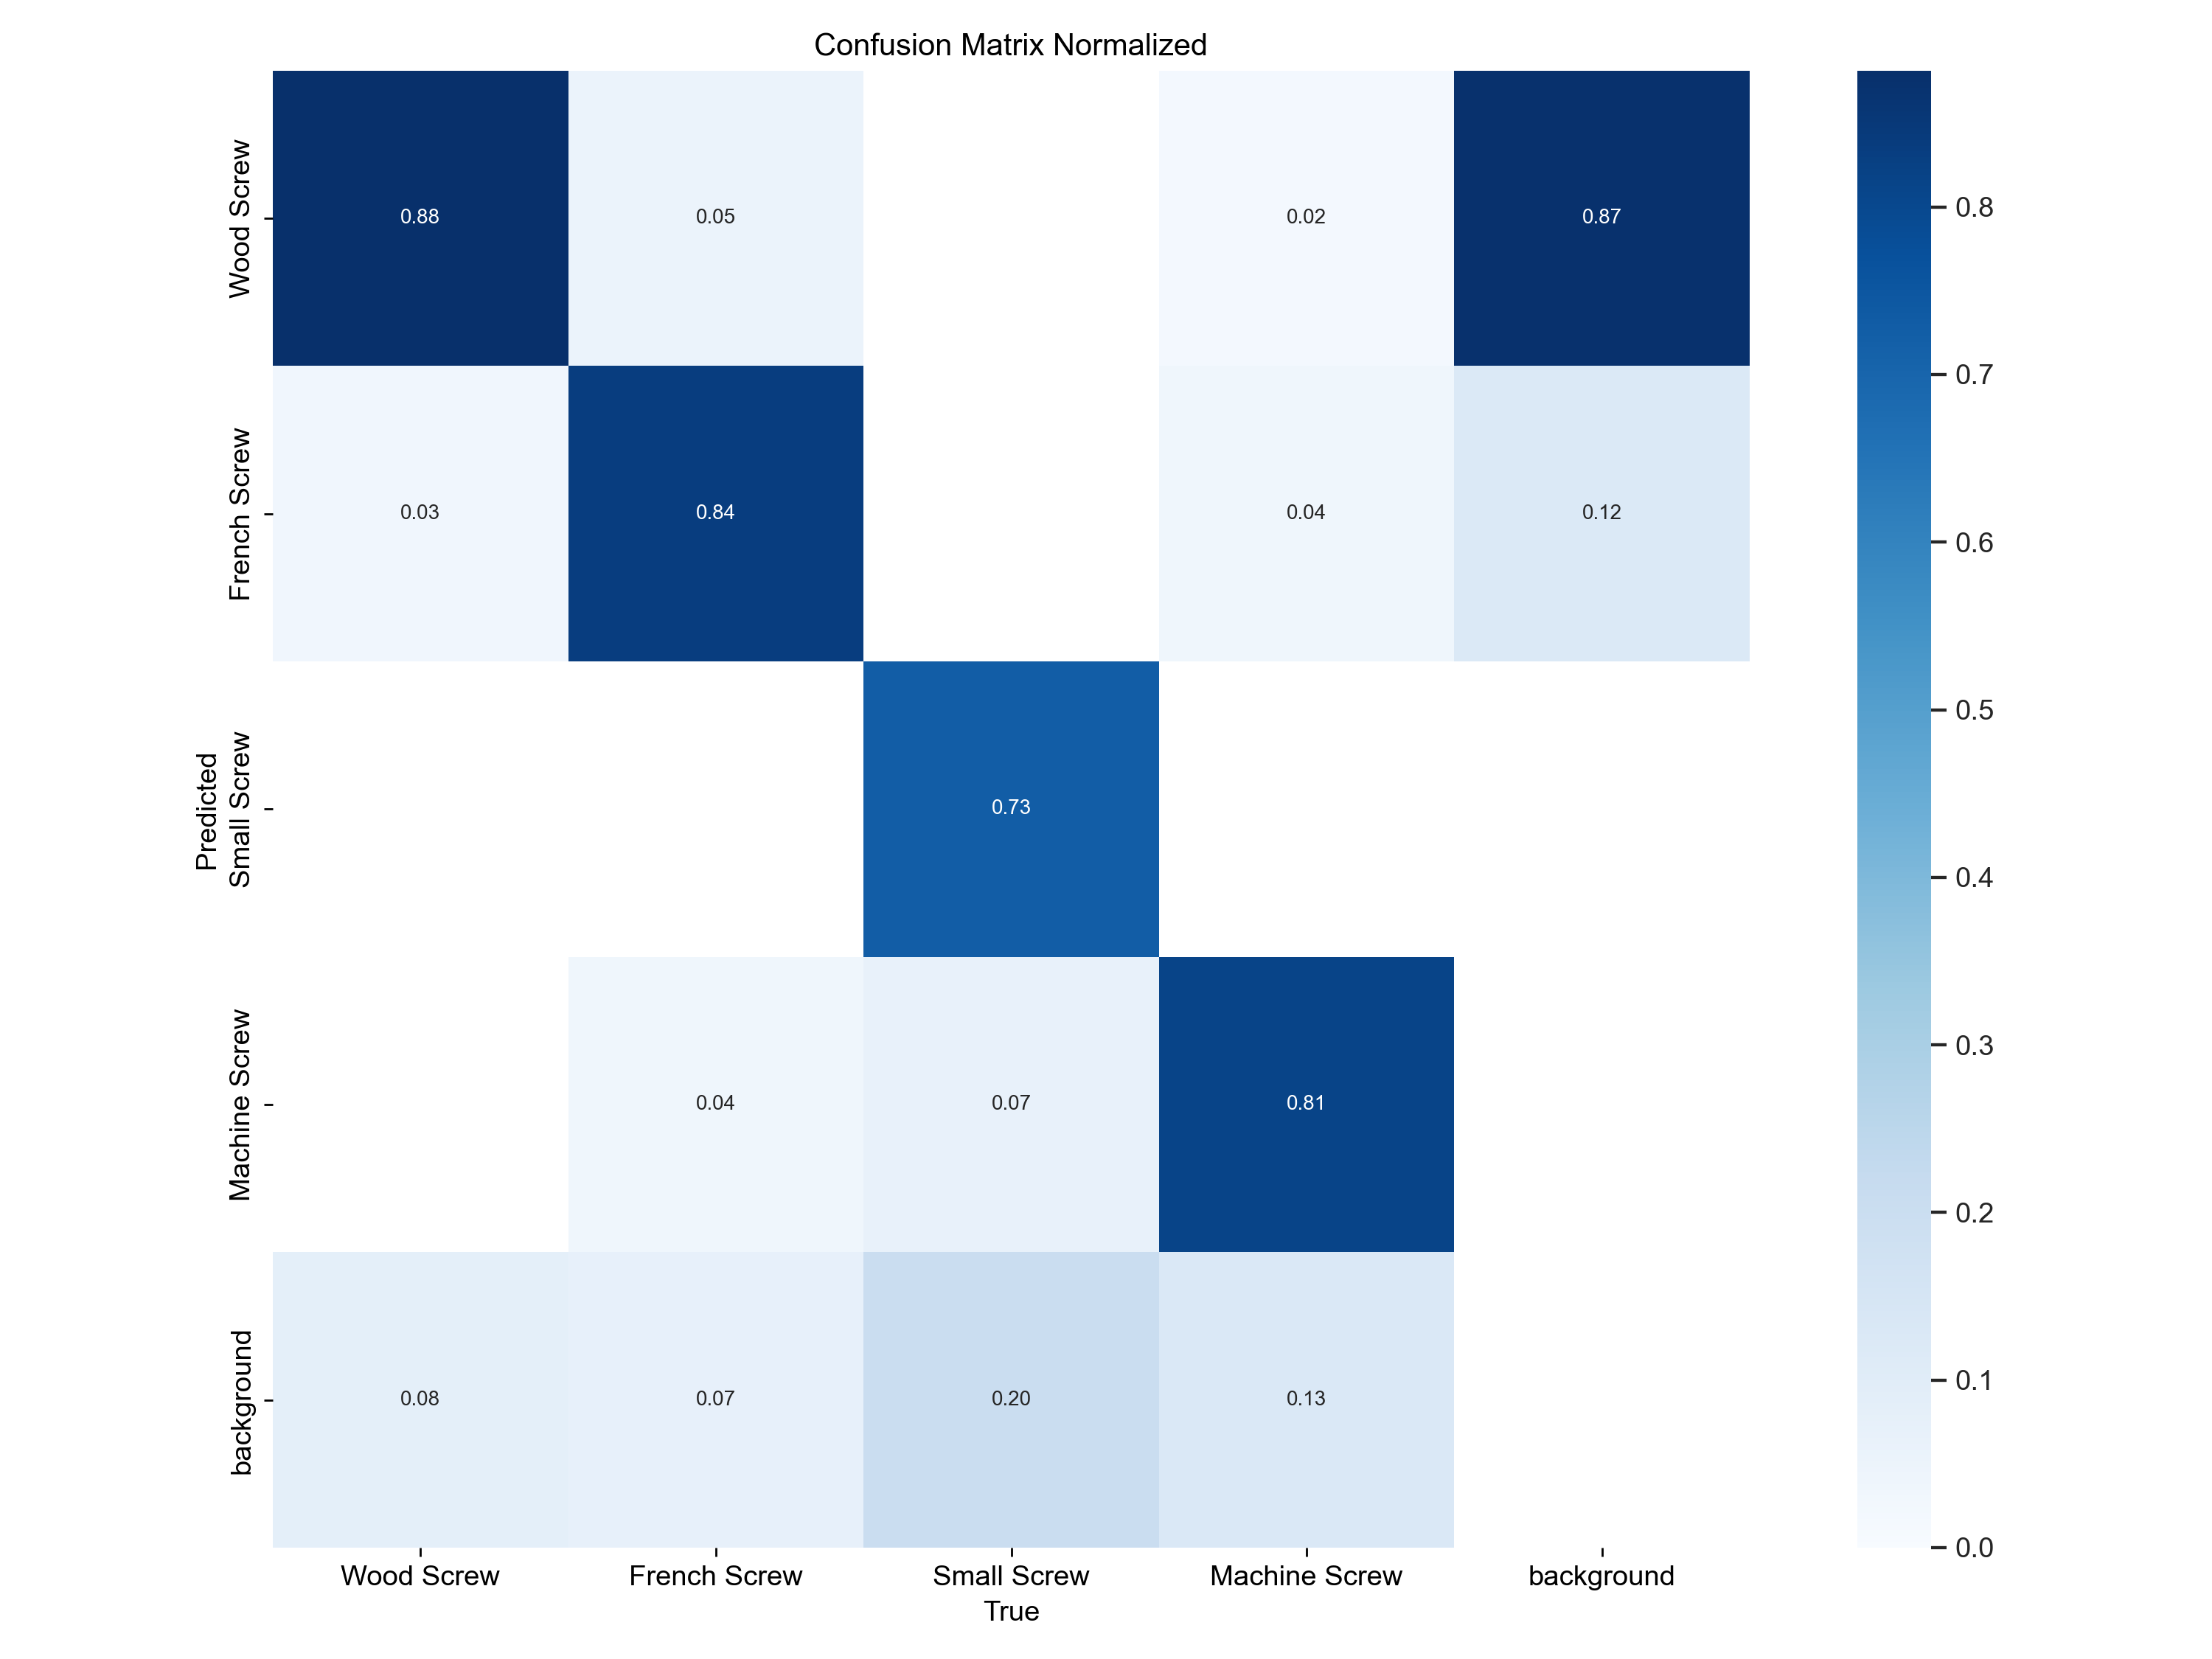 Confusion Matrix Normalized
Wood Screw
0.88
0.05
0.02
0.87
0.8
0.7
French Screw
0.03
0.84
0.04
0.12
0.6
0.5
Predicted
Small Screw
0.73
0.4
0.3
Machine Screw
0.04
0.07
0.81
0.2
0.1
background
0.08
0.07
0.20
0.13
0.0
Wood Screw
French Screw
Small Screw
Machine Screw
background
True